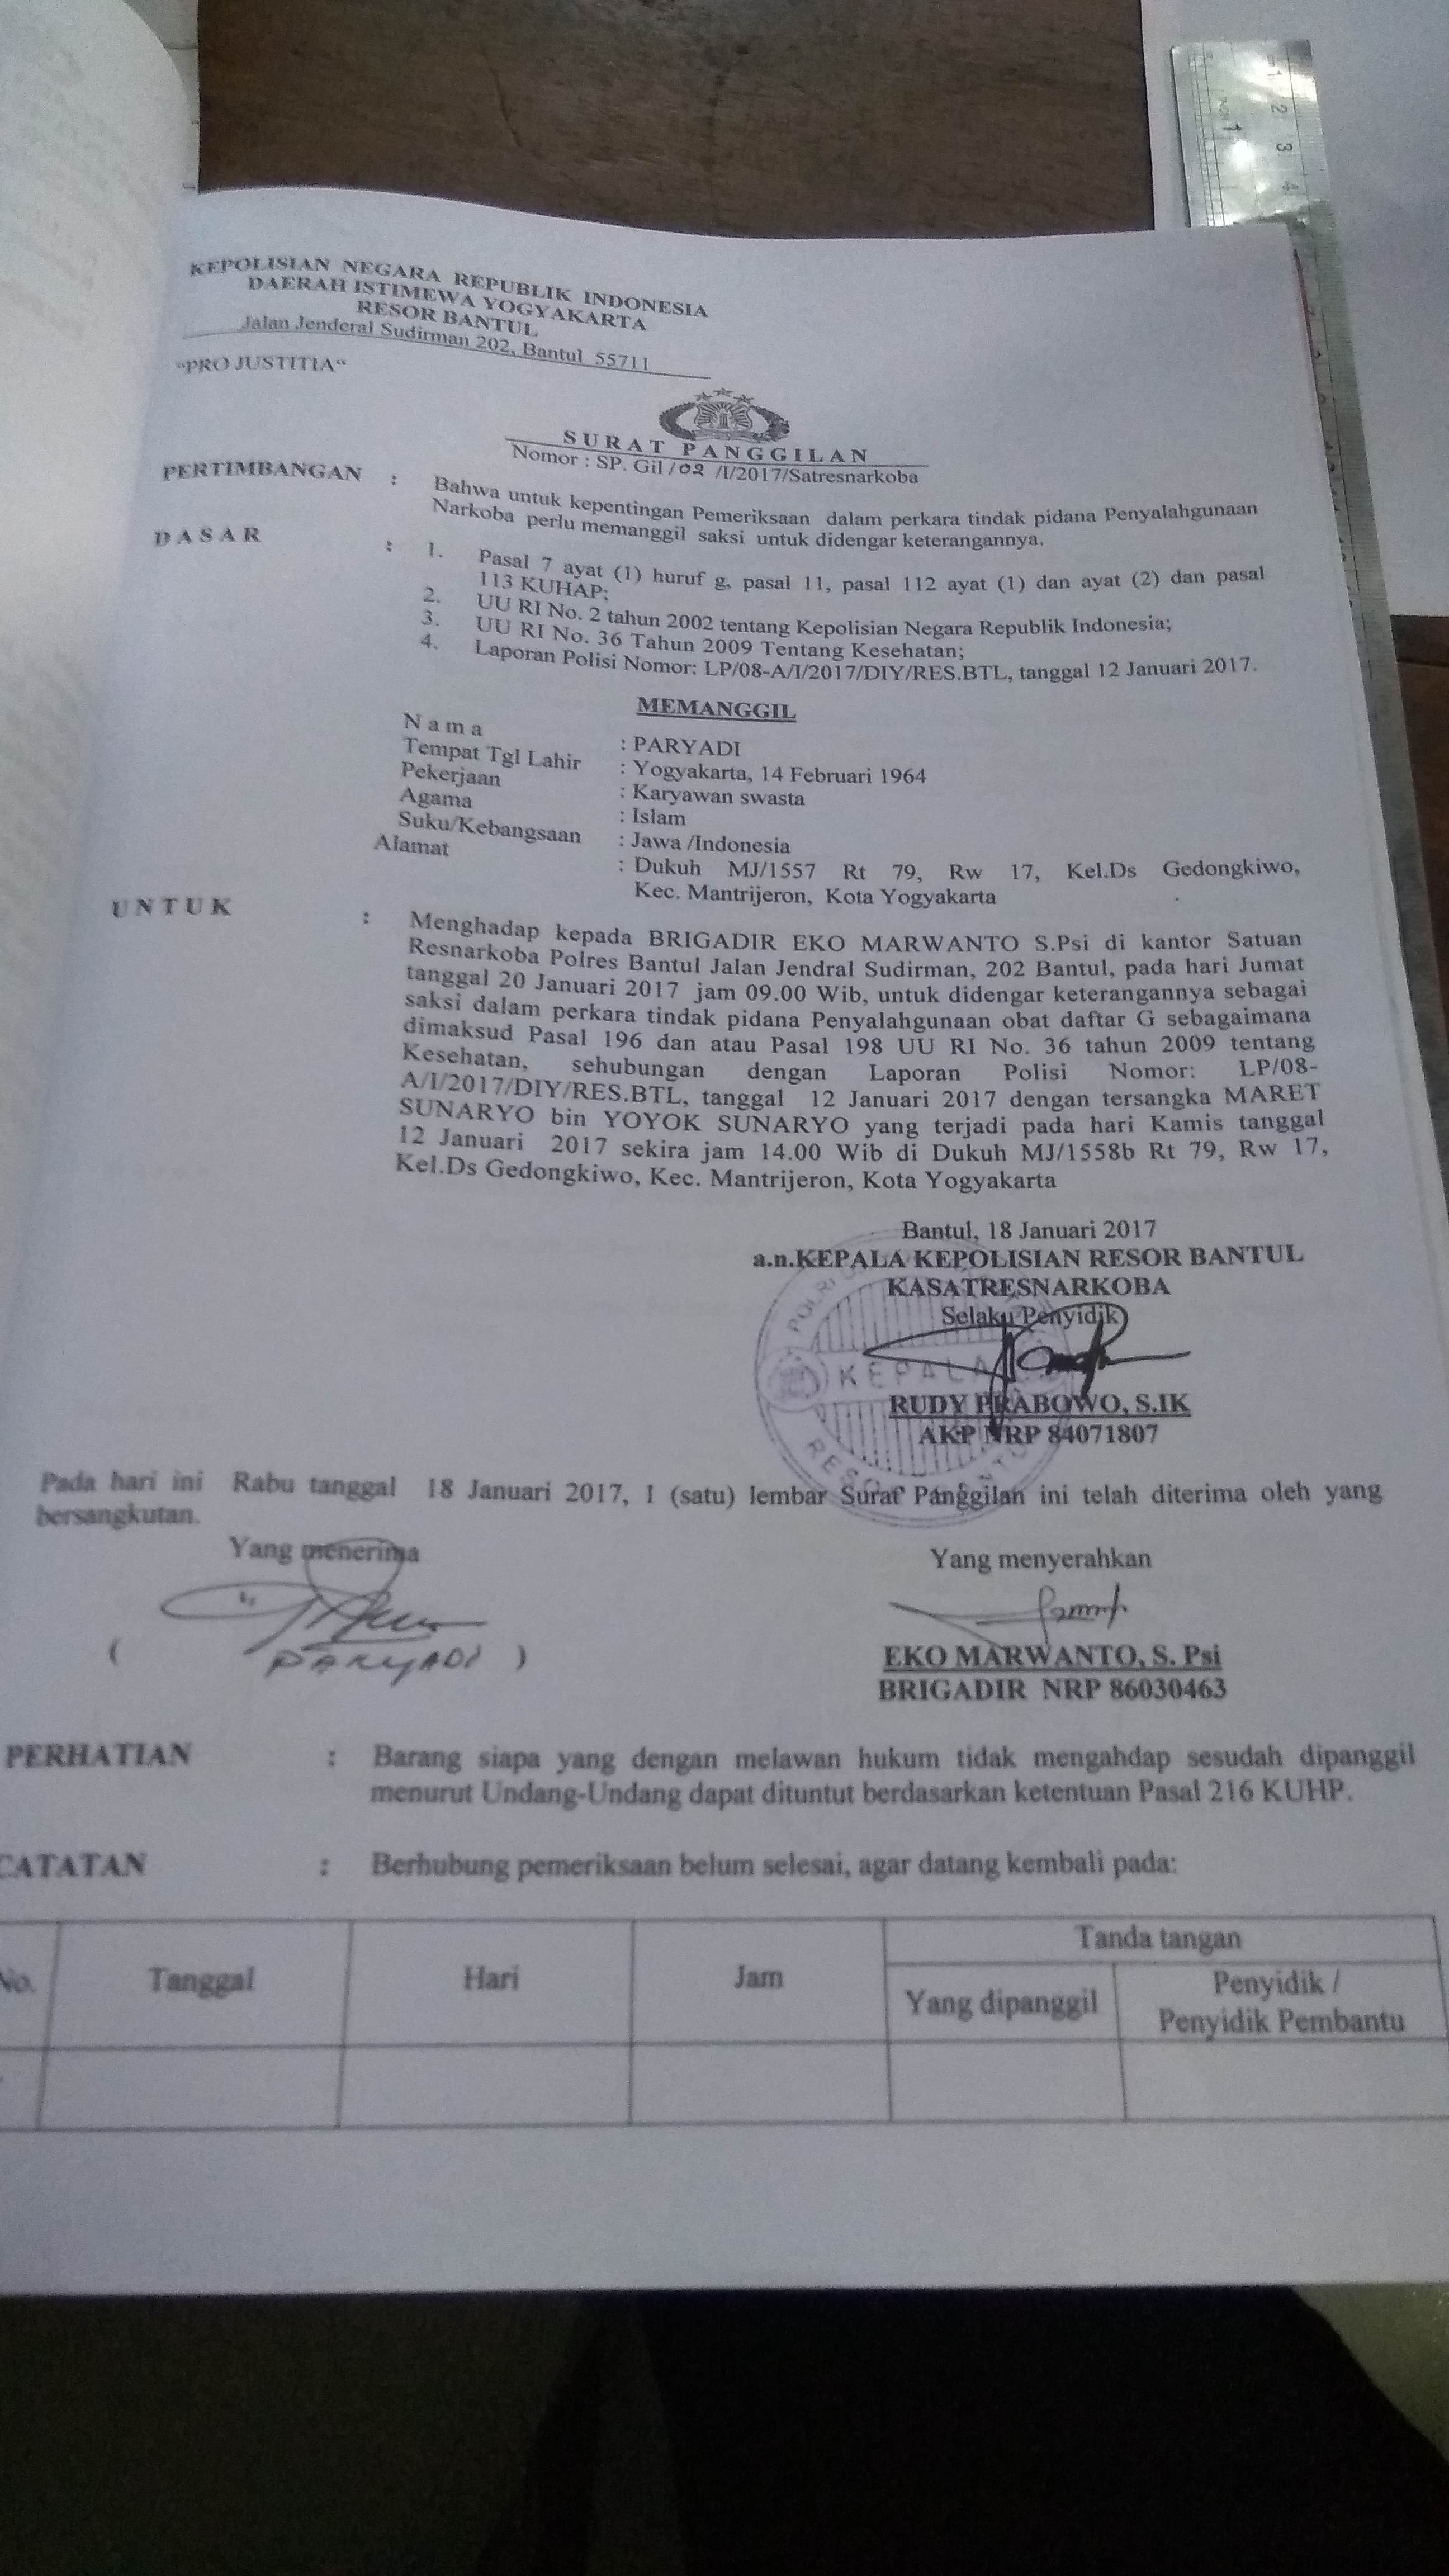 KEPOLISIAN NEGARA REPUBLIK INDONESIA
DAERAH ISTIMEWA YOGYAKARTA
RESOR BANTUL
Jalan Jenderal Sudirman 202, Bantul 55711
"PRO JUSTITIA"
SURAT PANGGILAN
Nomor : SP. Gil / 02 /I/2017/Satresnarkoba
PERTIMBANGAN : Bahwa untuk kepentingan Pemeriksaan dalam perkara tindak pidana Penyalahgunaan
Narkoba perlu memanggil saksi untuk didengar keterangannya.
DASAR : 1. Pasal 7 ayat (1) huruf g, pasal 11, pasal 112 ayat (1) dan ayat (2) dan pasal
113 KUHAP;
2. UU RI No. 2 tahun 2002 tentang Kepolisian Negara Republik Indonesia;
3. UU RI No. 36 Tahun 2009 Tentang Kesehatan;
4. Laporan Polisi Nomor: LP/08-A/I/2017/DIY/RES.BTL, tanggal 12 Januari 2017.
MEMANGGIL
Nama : PARYADI
Tempat Tgl Lahir : Yogyakarta, 14 Februari 1964
Pekerjaan : Karyawan swasta
Agama : Islam
Suku/Kebangsaan : Jawa /Indonesia
Alamat : Dukuh MJ/1557 Rt 79, Rw 17, Kel.Ds Gedongkiwo,
Kec. Mantrijeron, Kota Yogyakarta
UNTUK : Menghadap kepada BRIGADIR EKO MARWANTO S.Psi di kantor Satuan
Resnarkoba Polres Bantul Jalan Jendral Sudirman, 202 Bantul, pada hari Jumat
tanggal 20 Januari 2017 jam 09.00 Wib, untuk didengar keterangannya sebagai
saksi dalam perkara tindak pidana Penyalahgunaan obat daftar G sebagaimana
dimaksud Pasal 196 dan atau Pasal 198 UU RI No. 36 tahun 2009 tentang
Kesehatan, sehubungan dengan Laporan Polisi Nomor: LP/08-
A/I/2017/DIY/RES.BTL, tanggal 12 Januari 2017 dengan tersangka MARET
SUNARYO bin YOYOK SUNARYO yang terjadi pada hari Kamis tanggal
12 Januari 2017 sekira jam 14.00 Wib di Dukuh MJ/1558b Rt 79, Rw 17,
Kel.Ds Gedongkiwo, Kec. Mantrijeron, Kota Yogyakarta
Bantul, 18 Januari 2017
a.n.KEPALA KEPOLISIAN RESOR BANTUL
KASATRESNARKOBA
Selaku Penyidik
KEPALA
RUDY PRABOWO, S.IK
AKP NRP 84071807
Pada hari ini Rabu tanggal 18 Januari 2017, 1 (satu) lembar Surat Panggilan ini telah diterima oleh yang
bersangkutan.
Yang menerima
( PARYADI )
Yang menyerahkan
EKO MARWANTO, S. Psi
BRIGADIR NRP 86030463
PERHATIAN : Barang siapa yang dengan melawan hukum tidak mengahdap sesudah dipanggil
menurut Undang-Undang dapat dituntut berdasarkan ketentuan Pasal 216 KUHP.
CATATAN : Berhubung pemeriksaan belum selesai, agar datang kembali pada:
No. Tanggal Hari Jam Tanda tangan
Yang dipanggil Penyidik /
Penyidik Pembantu